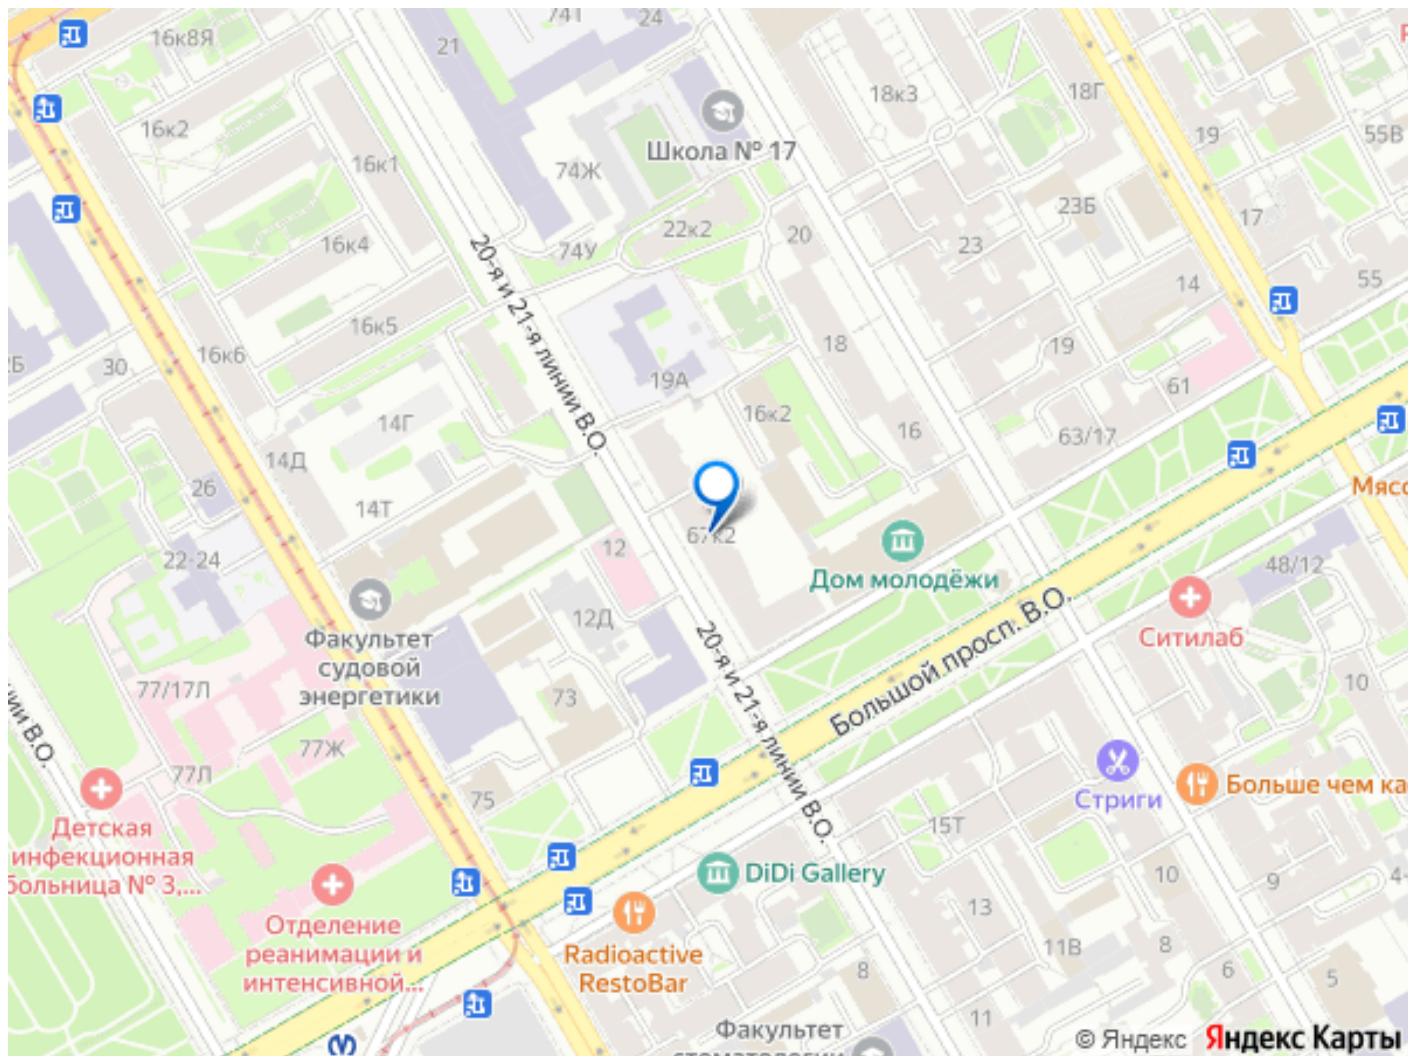 74Т
24
16к8Я
21
18к3
18Г
19
55В
16к2
Школа № 17
16к1
74Ж
23Б
17
16к4
74У
22к2
20
23
14
55
16к5
16к6
30
18
19
61
19А
16к2
16
63/17
14Г
14Д
26
14Т
20-я и 21-я линии В.О.
67к2
12
22-24
Дом молодёжи
48/12
Ситилаб
12Д
Факультет
судовой
энергетики
77/17Л
73
77Ж
77Л
75
20-я и 21-я линии В.О.
Большой просп. В.О.
10
Стриги
Больше чем ка
15Т
Детская
инфекционная
больница № 3,...
DiDi Gallery
10
9
Отделение
реанимации и
интенсивной...
Radioactive
RestoBar
13
11В
8
8
6
5
11
Факультет
стоматологии
Мясо
© Яндекс Яндекс Карты